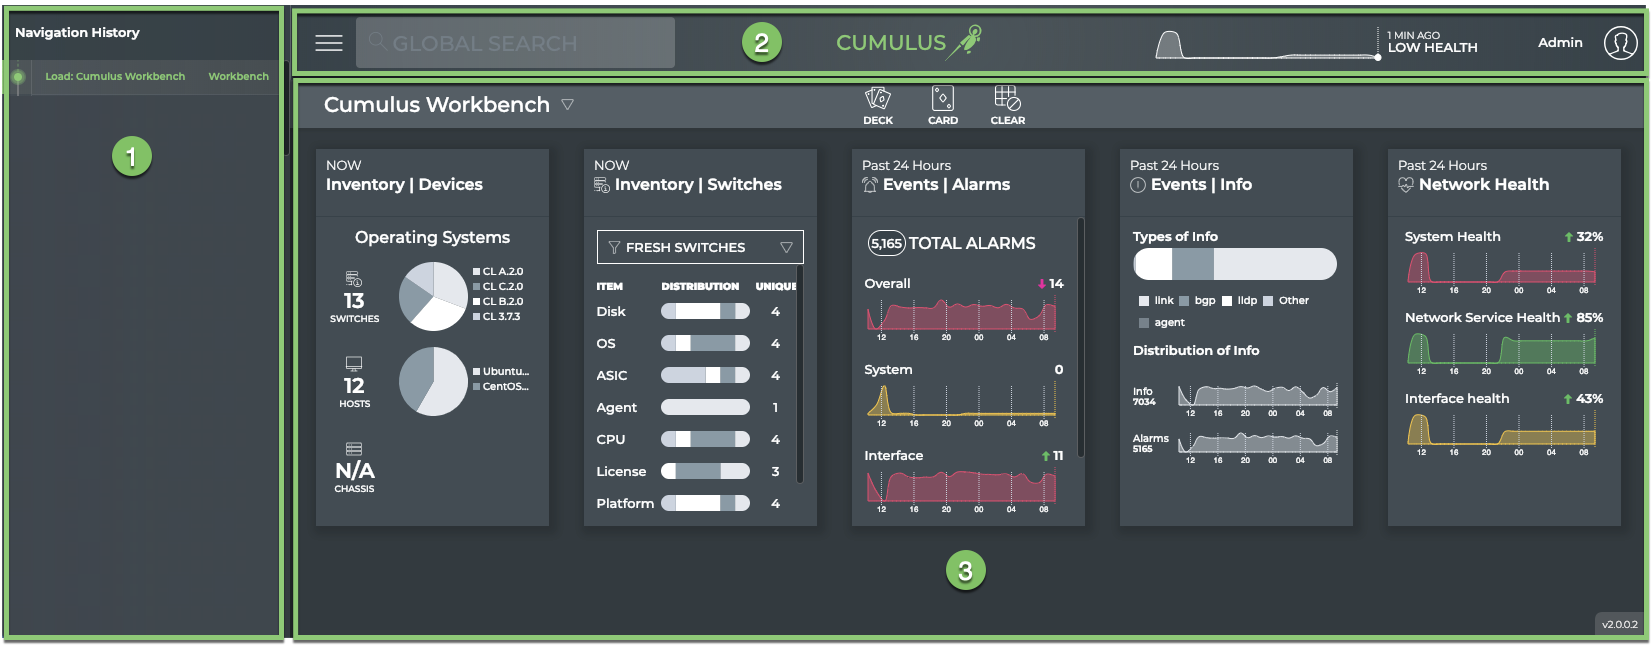 Navigation History
Load: Cumulus Workbench Workbench
1
GLOBAL SEARCH
2
CUMULUS
1 MIN AGO
LOW HEALTH
Admin
Cumulus Workbench
DECK CARD CLEAR
NOW
Inventory | Devices
Operating Systems
13
SWITCHES
CL A.2.0
CL C.2.0
CL B.2.0
CL 3.7.3
12
HOSTS
Ubuntu...
CentOS...
N/A
CHASSIS
NOW
Inventory | Switches
FRESH SWITCHES
ITEM DISTRIBUTION UNIQUE
Disk 4
OS 4
ASIC 4
Agent 1
CPU 4
License 3
Platform 4
Past 24 Hours
Events | Alarms
5,165 TOTAL ALARMS
Overall 14
12 16 20 00 04 08
System 0
12 16 20 00 04 08
Interface 11
12 16 20 00 04 08
Past 24 Hours
Events | Info
Types of Info
link bgp lldp Other
agent
Distribution of Info
Info
7034
12 16 20 00 04 08
Alarms
5165
12 16 20 00 04 08
Past 24 Hours
Network Health
System Health 32%
12 16 20 00 04 08
Network Service Health 85%
12 16 20 00 04 08
Interface health 43%
12 16 20 00 04 08
3
v2.0.0.2